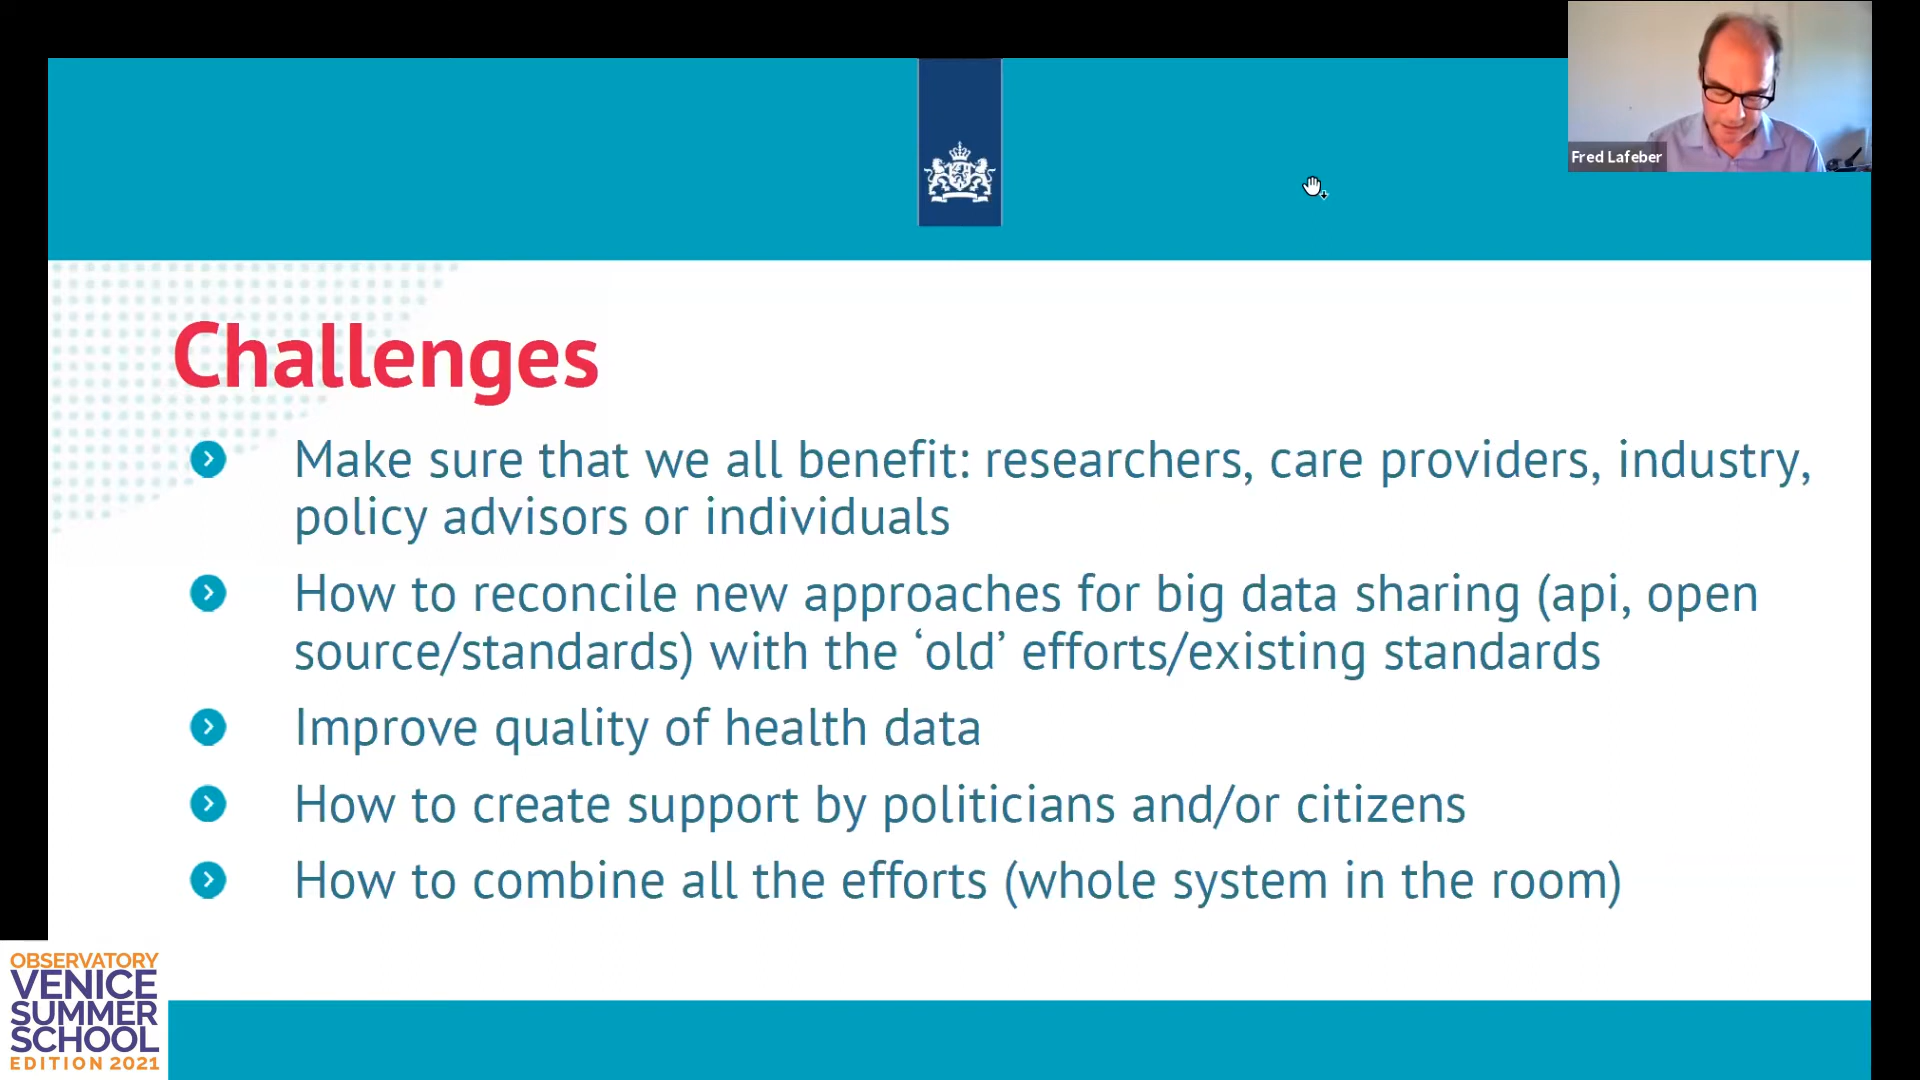 Fred Lafeber
Challenges
Make sure that we all benefit: researchers, care providers, industry,
policy advisors or individuals
How to reconcile new approaches for big data sharing (api, open
source/standards) with the ‘old’ efforts/existing standards
Improve quality of health data
How to create support by politicians and/or citizens
How to combine all the efforts (whole system in the room)
OBSERVATORY
VENICE
SUMMER
SCHOOL
EDITION 2021